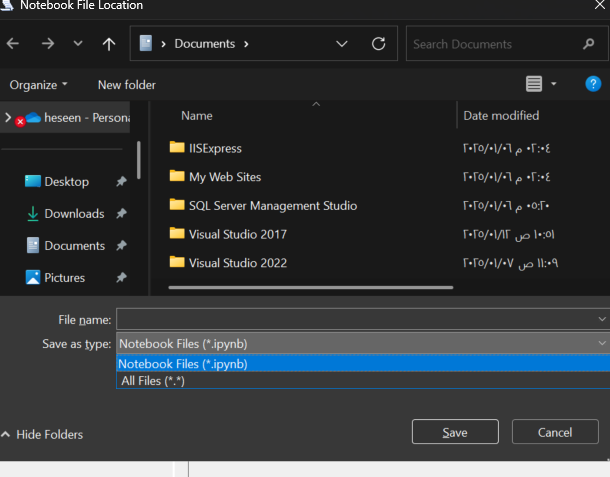 Notebook File Location
Documents
Search Documents
Organize
New folder
heseen - Persona
Name
Date modified
IISExpress
٢٠٢٥/٠١/٠٦ م ٠٢:٠٤
My Web Sites
٢٠٢٥/٠١/٠٦ م ٠٢:٠٤
Desktop
SQL Server Management Studio
٢٠٢٥/٠١/٠٦ م ٠٥:٢٠
Downloads
Visual Studio 2017
٢٠٢٥/٠١/١٢ ص ١٠:٥١
Documents
Visual Studio 2022
٢٠٢٥/٠١/٠٧ ص ١١:٠٩
Pictures
File name:
Save as type: Notebook Files (*.ipynb)
Notebook Files (*.ipynb)
All Files (*.*)
Hide Folders
Save
Cancel